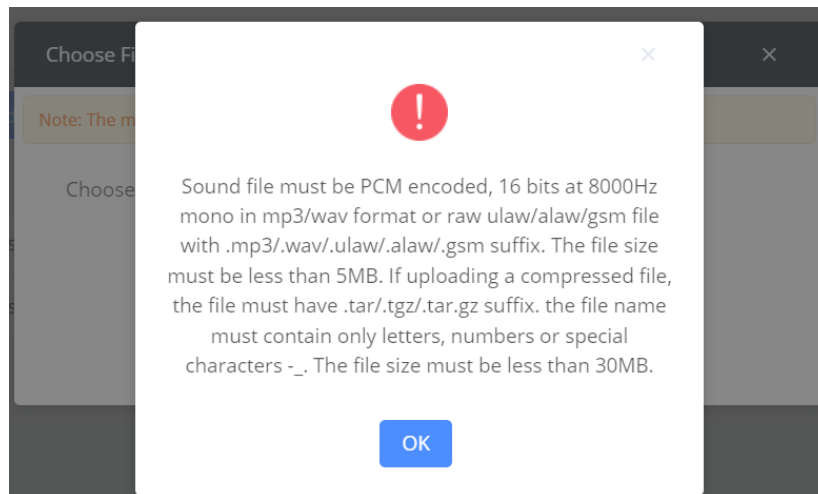 Choose Fi
Note: The m
Choose
Sound file must be PCM encoded, 16 bits at 8000Hz
mono in mp3/wav format or raw ulaw/alaw/gsm file
with .mp3/.wav/.ulaw/.alaw/.gsm suffix. The file size
must be less than 5MB. If uploading a compressed file,
the file must have .tar/.tgz/.tar.gz suffix. the file name
must contain only letters, numbers or special
characters -_. The file size must be less than 30MB.
OK